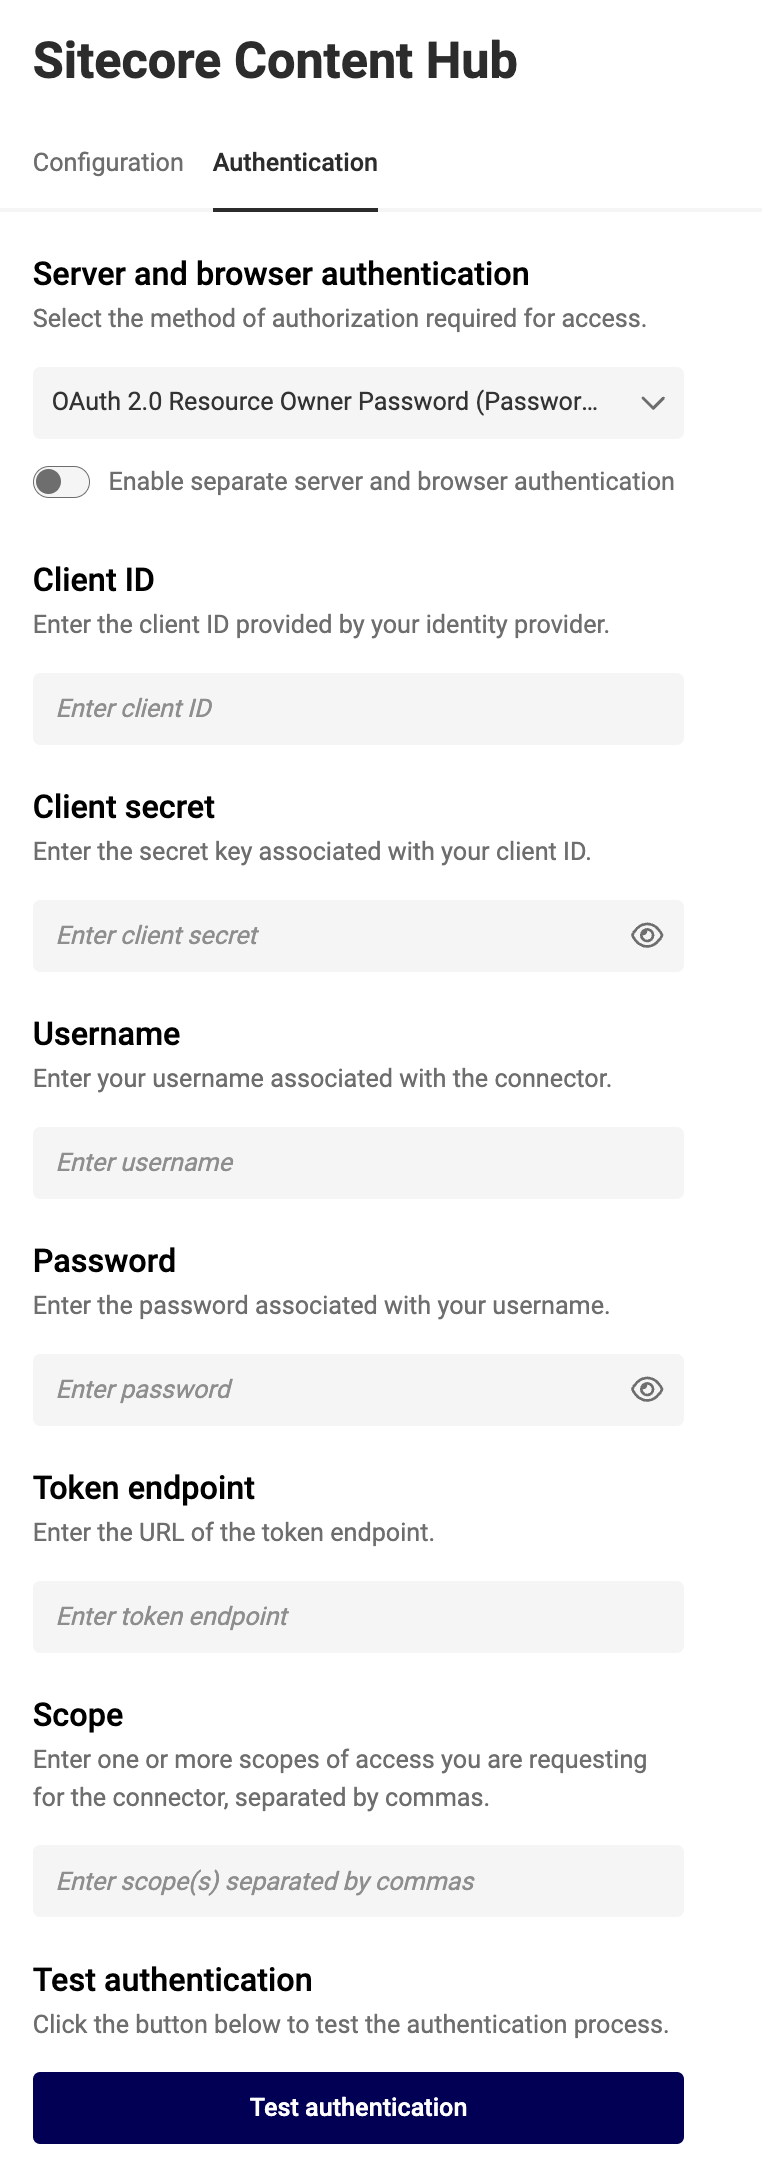 Sitecore Content Hub
Configuration Authentication
Server and browser authentication
Select the method of authorization required for access.
OAuth 2.0 Resource Owner Password (Passwor...
Enable separate server and browser authentication
Client ID
Enter the client ID provided by your identity provider.
Enter client ID
Client secret
Enter the secret key associated with your client ID.
Enter client secret
Username
Enter your username associated with the connector.
Enter username
Password
Enter the password associated with your username.
Enter password
Token endpoint
Enter the URL of the token endpoint.
Enter token endpoint
Scope
Enter one or more scopes of access you are requesting
for the connector, separated by commas.
Enter scope(s) separated by commas
Test authentication
Click the button below to test the authentication process.
Test authentication